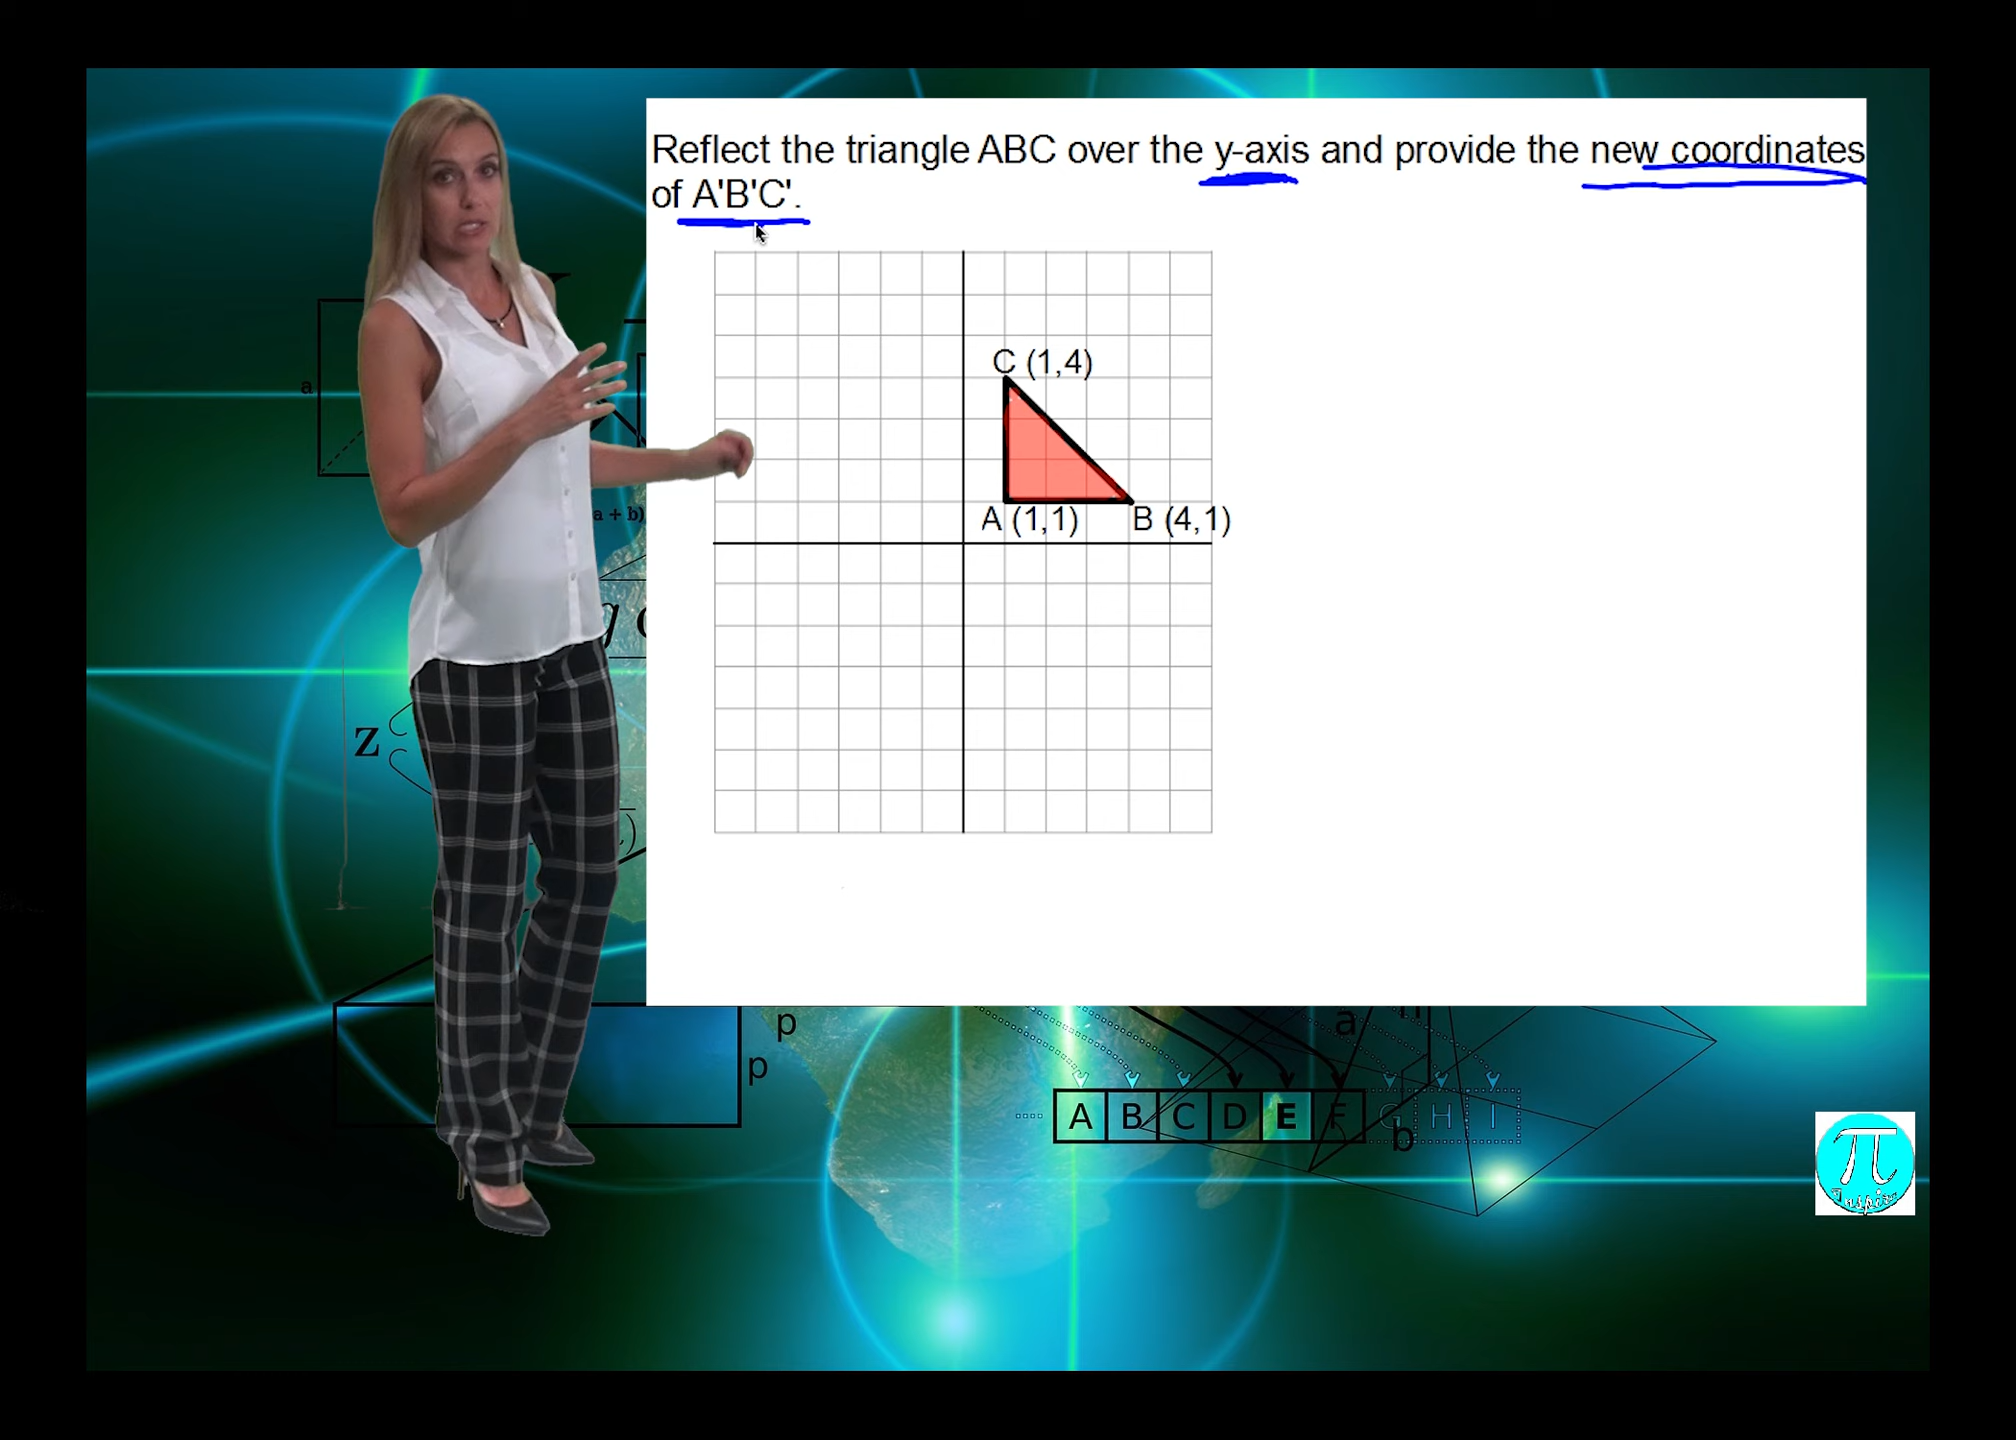 Reflect the triangle ABC over the y-axis and provide the new coordinates
of A'B'C'.
C (1,4)
A (1,1)
B (4,1)
a
a + b)
g
Z
p
p
a
A B C D E F G H I
b
π
Inspire